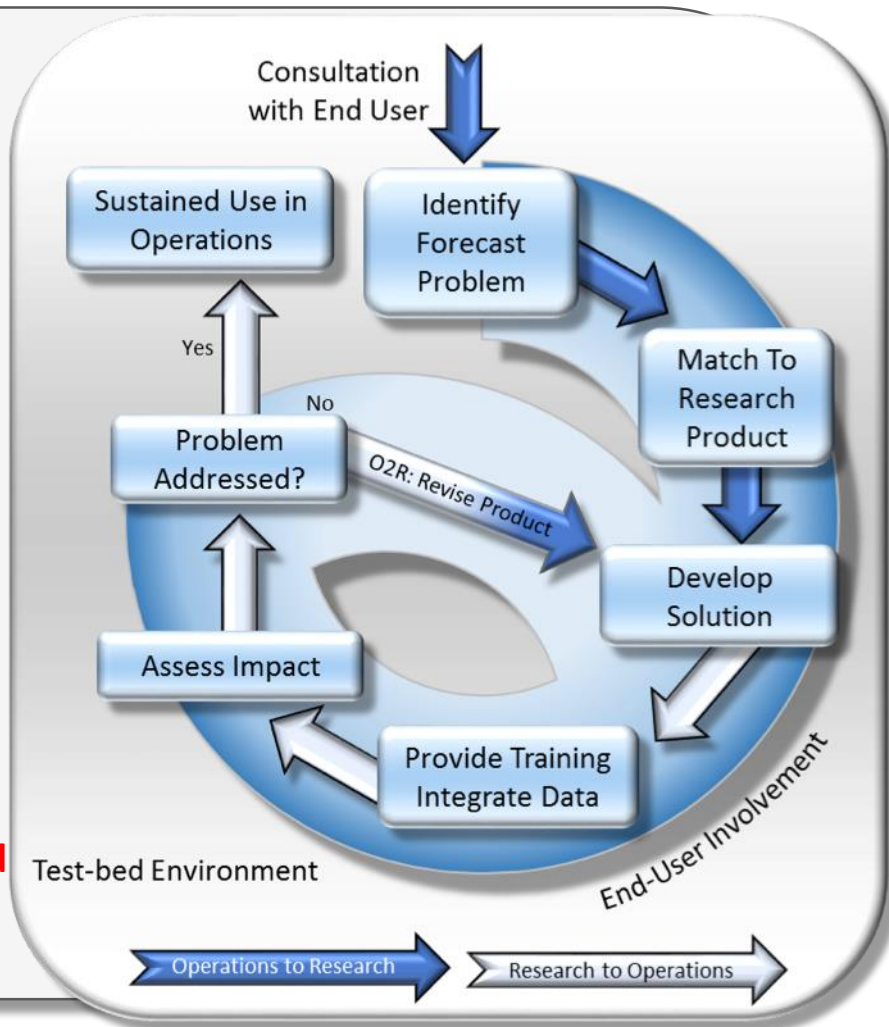 Consultation
with End User
Sustained Use in
Operations
Identify
Forecast
Problem
Yes
Match To
Research
Product
No
Problem
Addressed?
O2R: Revise Product
Develop
Solution
Assess Impact
Provide Training
Integrate Data
End-User Involvement
Test-bed Environment
Operations to Research
Research to Operations